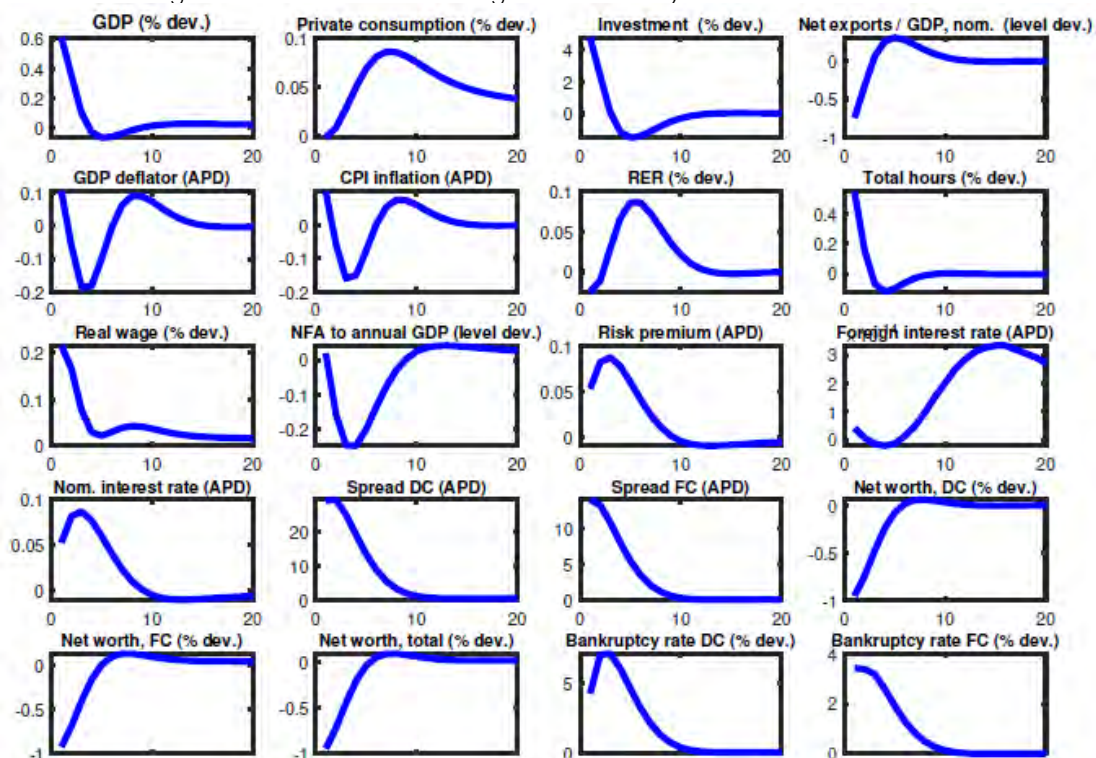 GDP (% dev.)
Private consumption (% dev.)
Investment (% dev.)
Net exports / GDP, nom. (level dev.)
0.6
0.4
0.2
0
0 10 20
0.1
0.05
0
0 10 20
4
2
0
0 10 20
0
-0.5
-1
0 10 20
GDP deflator (APD)
CPI inflation (APD)
RER (% dev.)
Total hours (% dev.)
0.1
0
-0.1
-0.2
0 10 20
0.1
0
-0.1
-0.2
0 10 20
0.1
0.05
0
0 10 20
0.4
0.2
0
0 10 20
Real wage (% dev.)
NFA to annual GDP (level dev.)
Risk premium (APD)
Foreign interest rate (APD)
0.2
0.1
0
0 10 20
0
-0.1
-0.2
0 10 20
0.1
0.05
0
0 10 20
3
2
1
0
0 10 20
Nom. interest rate (APD)
Spread DC (APD)
Spread FC (APD)
Net worth, DC (% dev.)
0.1
0.05
0
0 10 20
20
10
0
0 10 20
10
5
0
0 10 20
0
-0.5
-1
0 10 20
Net worth, FC (% dev.)
Net worth, total (% dev.)
Bankruptcy rate DC (% dev.)
Bankruptcy rate FC (% dev.)
0
-0.5
-1
0
-0.5
-1
5
0
4
2
0